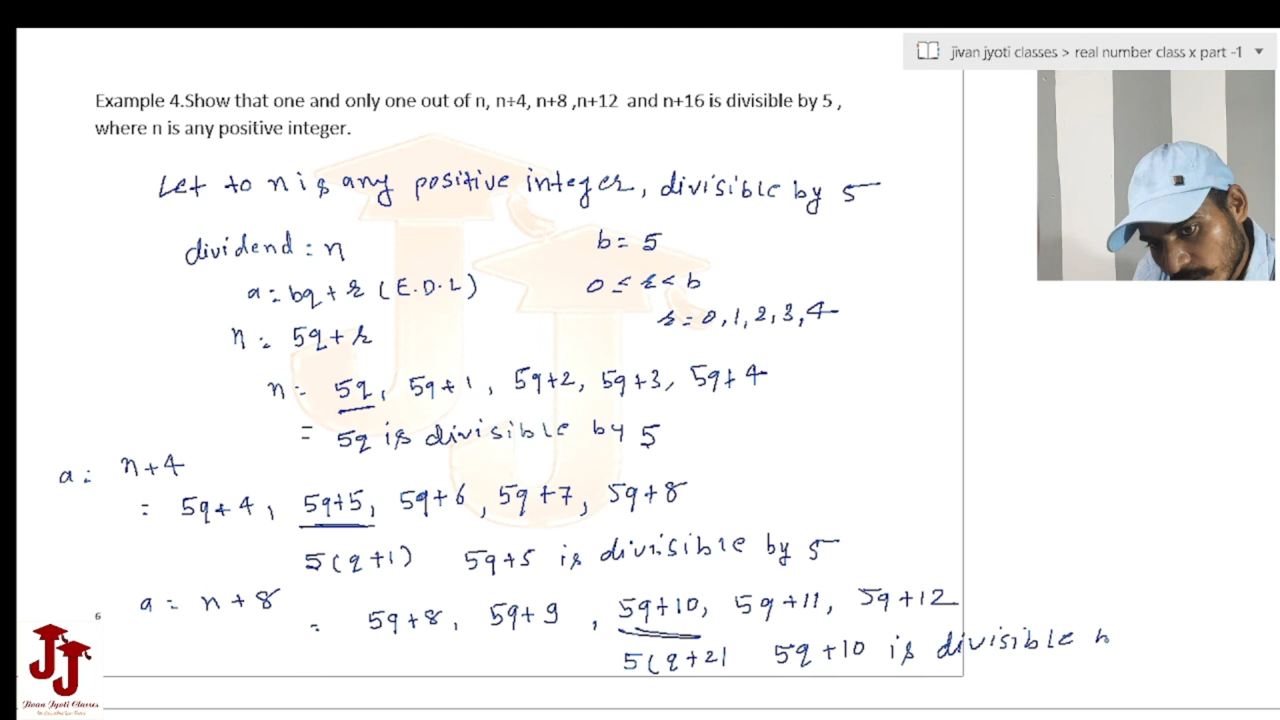 jivan jyoti classes > real number class x part -1
Example 4.Show that one and only one out of n, n+4, n+8 ,n+12 and n+16 is divisible by 5 ,
where n is any positive integer.
Let to n is any positive integer, divisible by 5
dividend = n b = 5
a = bq + r (E.D.L) 0 ≤ r < b
r = 0, 1, 2, 3, 4
n = 5q + r
n = 5q, 5q+1, 5q+2, 5q+3, 5q+4
= 5q is divisible by 5
a = n+4
= 5q+4, 5q+5, 5q+6, 5q+7, 5q+8
5(q+1) 5q+5 is divisible by 5
a = n+8
= 5q+8, 5q+9, 5q+10, 5q+11, 5q+12
5(q+2) 5q+10 is divisible
6
JJ
Jivan Jyoti Classes